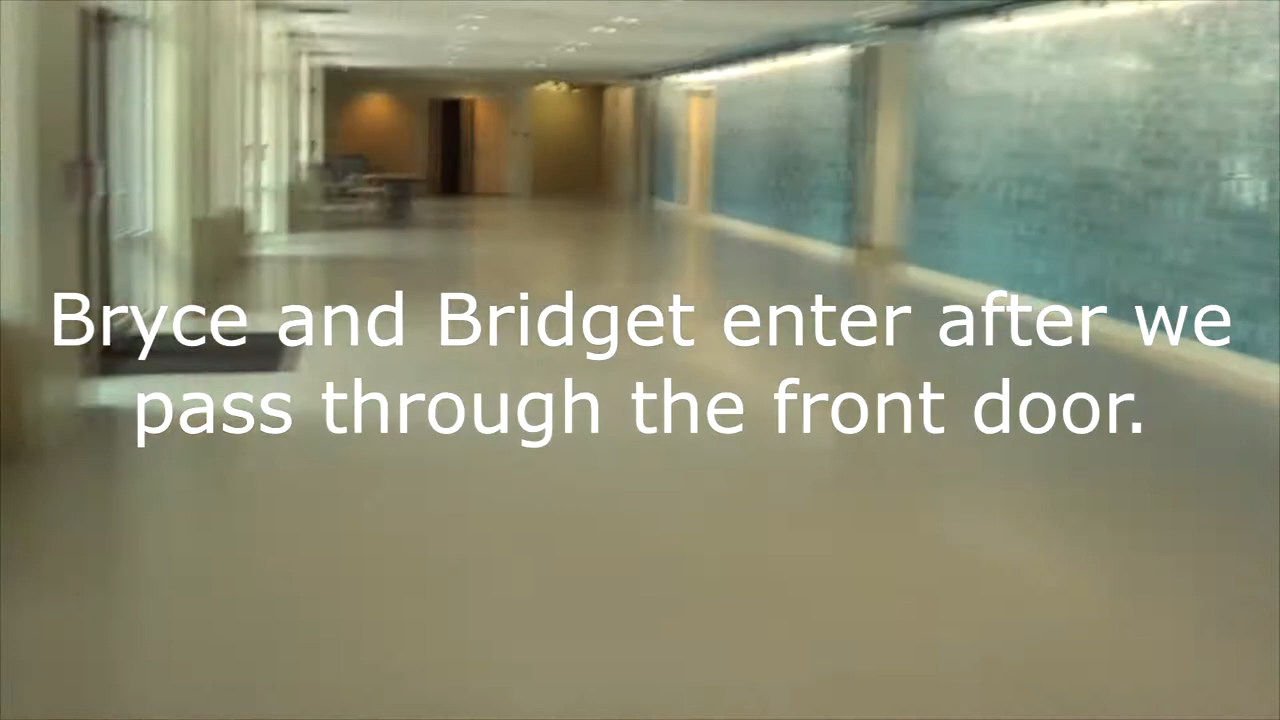 Bryce and Bridget enter after we
pass through the front door.